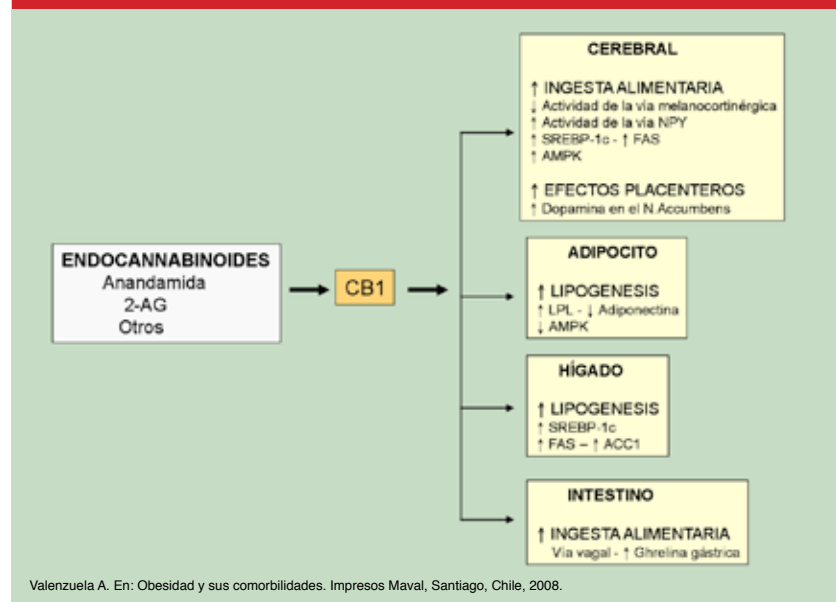 CEREBRAL
↑ INGESTA ALIMENTARIA
↓ Actividad de la vía melanocortinérgica
↑ Actividad de la vía NPY
↑ SREBP-1c - ↑ FAS
↑ AMPK
↑ EFECTOS PLACENTEROS
↑ Dopamina en el N.Accumbens
ENDOCANNABINOIDES
Anandamida
2-AG
Otros
CB1
ADIPOCITO
↑ LIPOGENESIS
↑ LPL - ↓ Adiponectina
↓ AMPK
HÍGADO
↑ LIPOGENESIS
↑ SREBP-1c
↑ FAS – ↑ ACC1
INTESTINO
↑ INGESTA ALIMENTARIA
Vía vagal - ↑ Ghrelina gástrica
Valenzuela A. En: Obesidad y sus comorbilidades. Impresos Maval, Santiago, Chile, 2008.